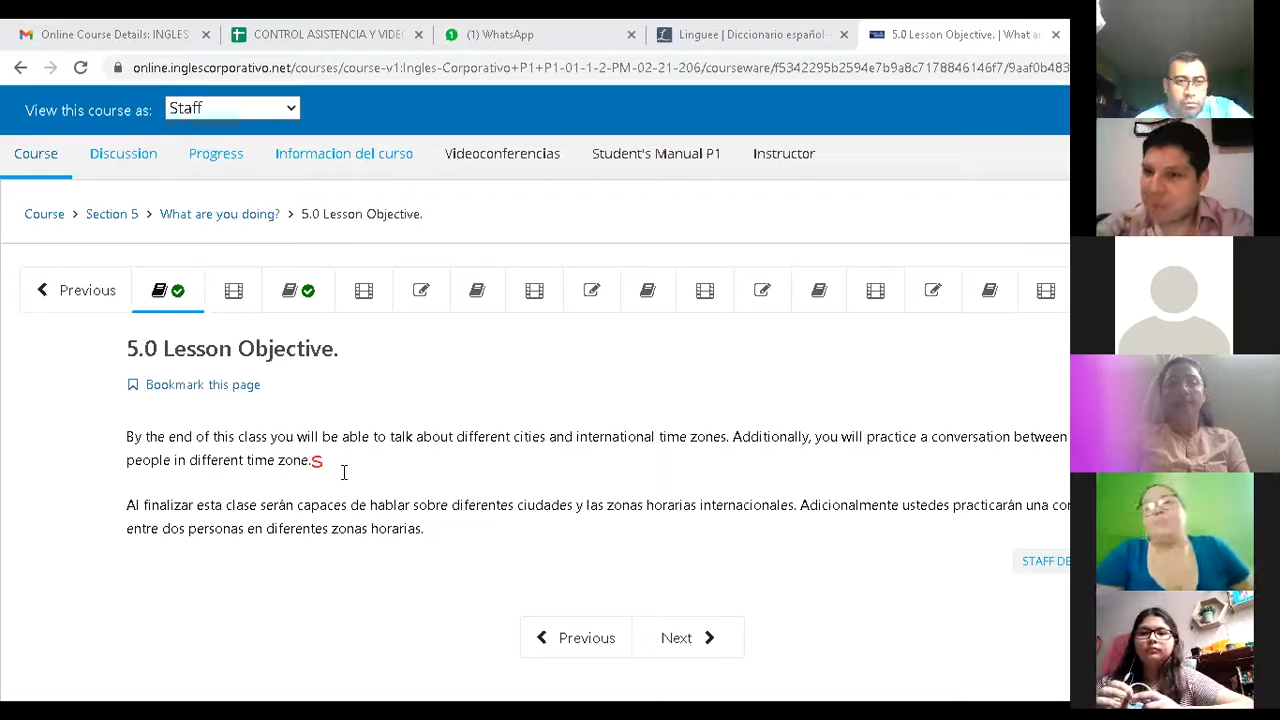 Online Course Details: INGLES
CONTROL ASISTENCIA Y VIDE
(1) WhatsApp
Linguee | Diccionario español-
5.0 Lesson Objective. | What ar
online.inglescorporativo.net/courses/course-v1:Ingles-Corporativo+P1+P1-01-1-2-PM-02-21-206/courseware/f5342295b2594e7b9a8c7178846146f7/9aaf0b483
View this course as: Staff
Course Discussion Progress Informacion del curso Videoconferencias Student's Manual P1 Instructor
Course > Section 5 > What are you doing? > 5.0 Lesson Objective.
Previous
5.0 Lesson Objective.
Bookmark this page
By the end of this class you will be able to talk about different cities and international time zones. Additionally, you will practice a conversation between
people in different time zone.s
Al finalizar esta clase serán capaces de hablar sobre diferentes ciudades y las zonas horarias internacionales. Adicionalmente ustedes practicarán una co
entre dos personas en diferentes zonas horarias.
STAFF DE
Previous Next